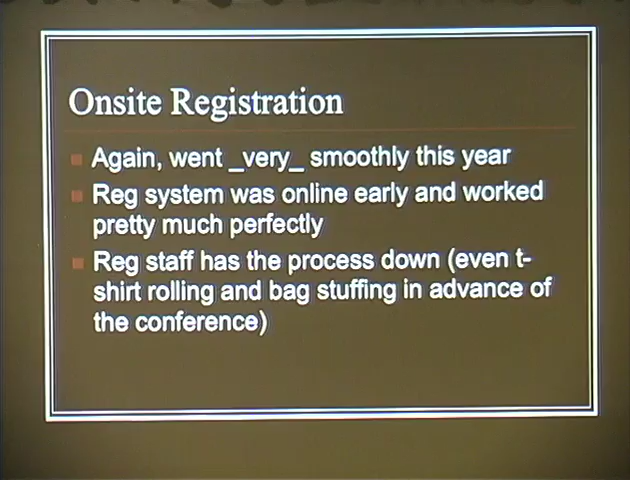 Onsite Registration
Again, went _very_ smoothly this year
Reg system was online early and worked
pretty much perfectly
Reg staff has the process down (even t-
shirt rolling and bag stuffing in advance of
the conference)